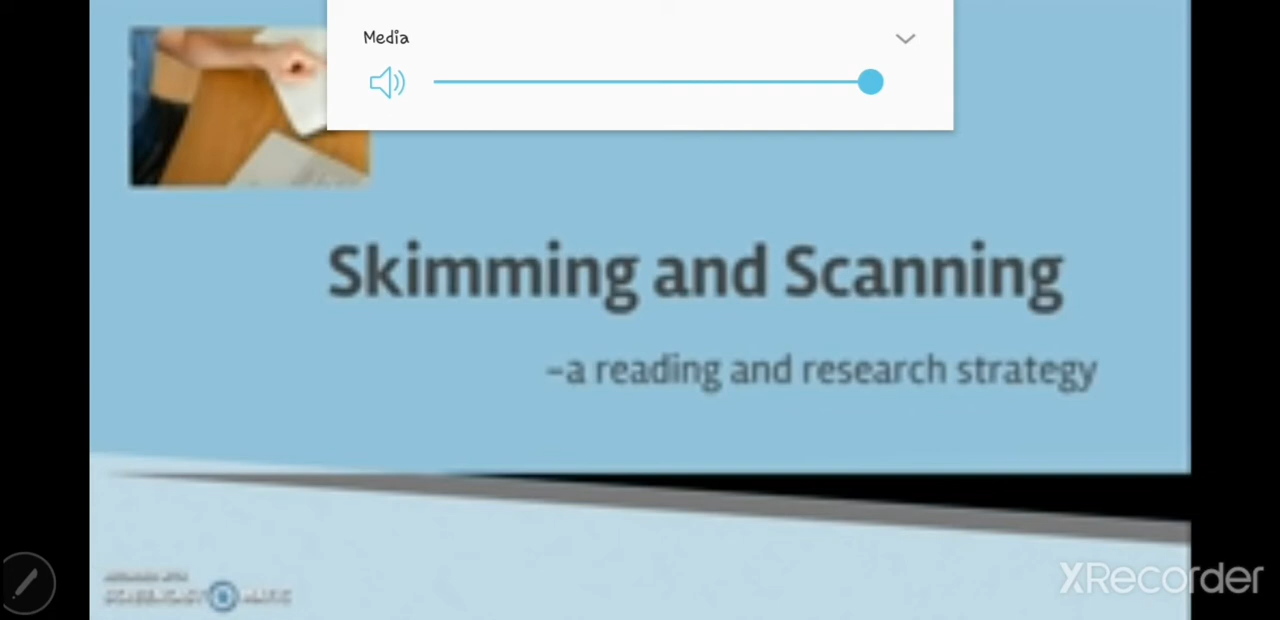 Media
Skimming and Scanning
–a reading and research strategy
XRecorder